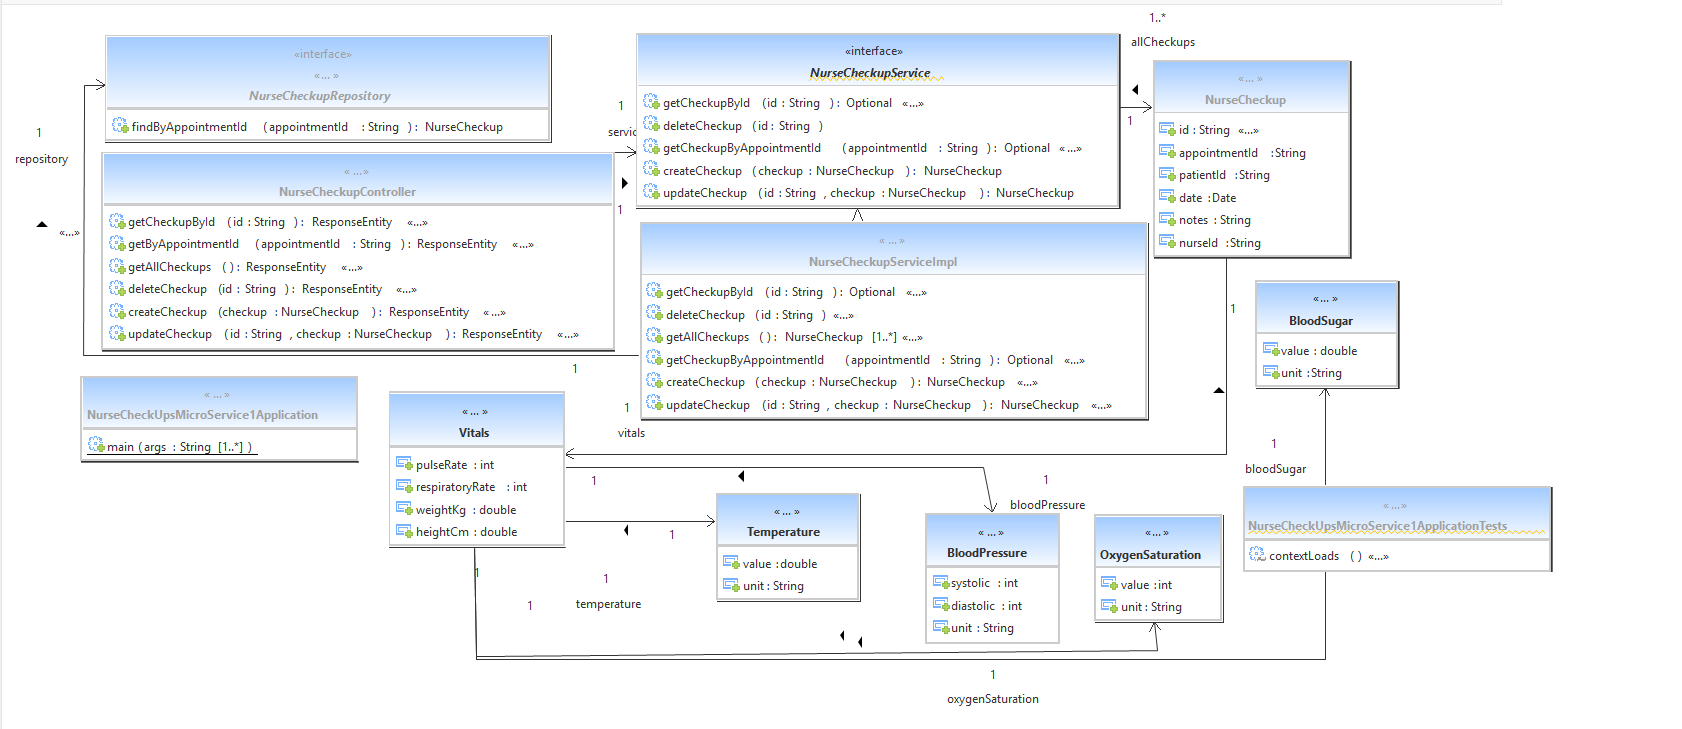 «interface»
«... »
NurseCheckupRepository
findByAppointmentId (appointmentId : String ) : NurseCheckup
1
repository
«...»
«... »
NurseCheckupController
getCheckupById (id : String ) : ResponseEntity «...»
getByAppointmentId (appointmentId : String ) : ResponseEntity «...»
getAllCheckups ( ) : ResponseEntity «...»
deleteCheckup (id : String ) : ResponseEntity «...»
createCheckup (checkup : NurseCheckup ) : ResponseEntity «...»
updateCheckup (id : String , checkup : NurseCheckup ) : ResponseEntity «...»
1
servic
1
«interface»
NurseCheckupService
getCheckupById (id : String ) : Optional «...»
deleteCheckup (id : String )
getCheckupByAppointmentId (appointmentId : String ) : Optional «...»
createCheckup (checkup : NurseCheckup ) : NurseCheckup
updateCheckup (id : String , checkup : NurseCheckup ) : NurseCheckup
1..*
allCheckups
1
«... »
NurseCheckup
id : String «...»
appointmentId : String
patientId : String
date : Date
notes : String
nurseId : String
«... »
NurseCheckupServiceImpl
getCheckupById (id : String ) : Optional «...»
deleteCheckup (id : String ) «...»
getAllCheckups ( ) : NurseCheckup [1..*] «...»
getCheckupByAppointmentId (appointmentId : String ) : Optional «...»
createCheckup (checkup : NurseCheckup ) : NurseCheckup «...»
updateCheckup (id : String , checkup : NurseCheckup ) : NurseCheckup «...»
1
1
«... »
BloodSugar
value : double
unit : String
«... »
NurseCheckUpsMicroService1Application
main (args : String [1..*] )
«... »
Vitals
pulseRate : int
respiratoryRate : int
weightKg : double
heightCm : double
1
vitals
1
1
bloodSugar
«... »
NurseCheckUpsMicroService1ApplicationTests
contextLoads ( ) «...»
1
bloodPressure
«... »
Temperature
value : double
unit : String
1
«... »
BloodPressure
systolic : int
diastolic : int
unit : String
«... »
OxygenSaturation
value : int
unit : String
1
1
temperature
1
1
oxygenSaturation